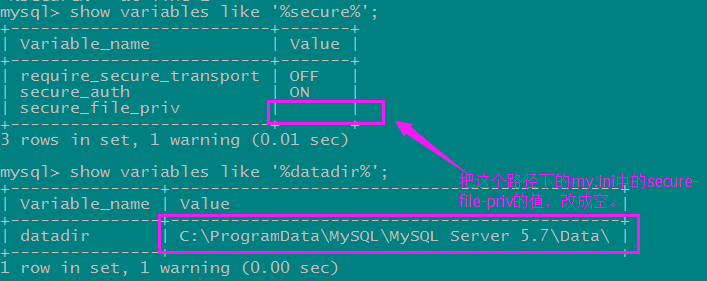 mysql> show variables like '%secure%';
+--------------------------+-------+
| Variable_name | Value |
+--------------------------+-------+
| require_secure_transport | OFF |
| secure_auth | ON |
| secure_file_priv | |
+--------------------------+-------+
3 rows in set, 1 warning (0.01 sec)
mysql> show variables like '%datadir%';
把这个路径下的my.ini中的secure-
file-priv的值，改成空。
+---------------+---------------------------------------------+
| Variable_name | Value |
+---------------+---------------------------------------------+
| datadir | C:\ProgramData\MySQL\MySQL Server 5.7\Data\ |
+---------------+---------------------------------------------+
1 row in set, 1 warning (0.00 sec)